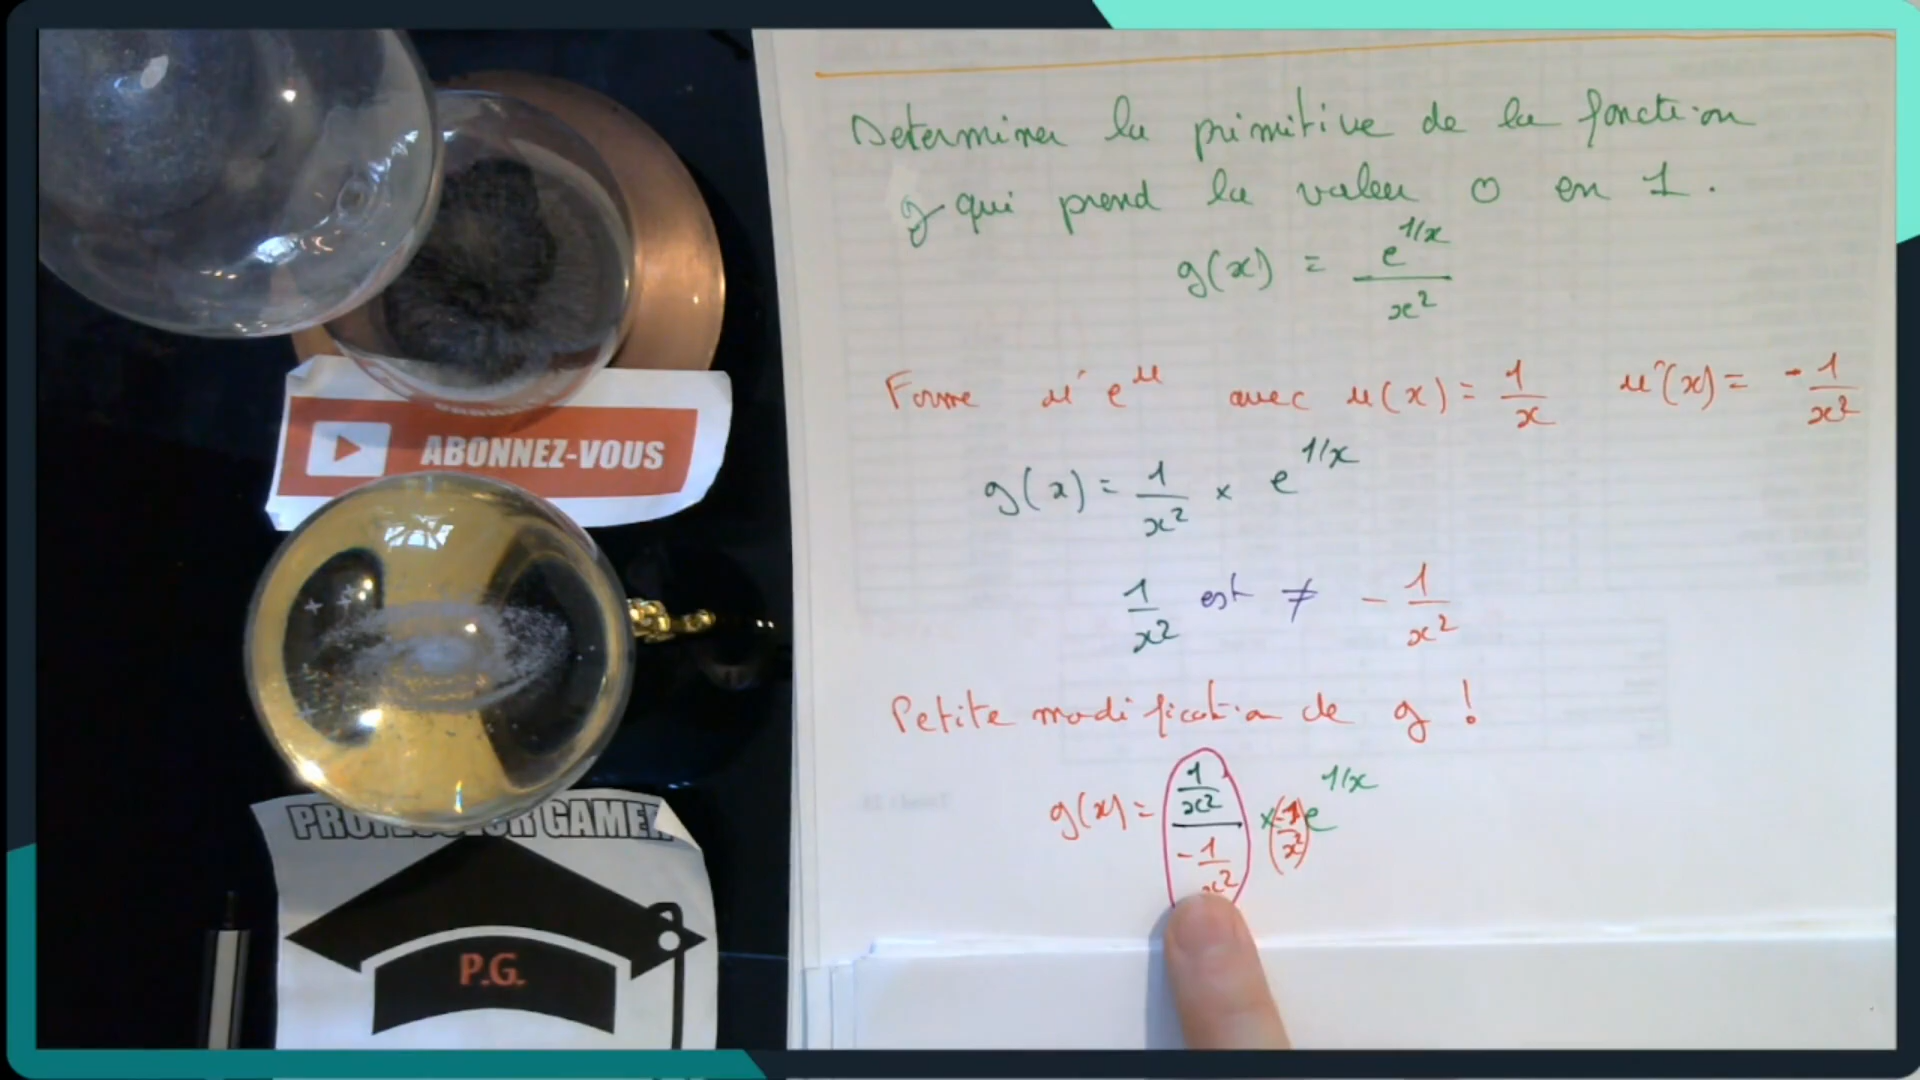 Determiner la primitive de la fonction
g qui prend la valeur 0 en 1.
g(x) = e^{1/x} / x²
Forme u' e^u avec u(x) = 1/x u'(x) = -1/x²
g(x) = 1/x² × e^{1/x}
1/x² est ≠ -1/x²
Petite modification de g !
g(x) = (1/x²) / (-1/x²) × (-1/x²) e^{1/x}
ABONNEZ-VOUS
PROFESSEUR GAMER
P.G.